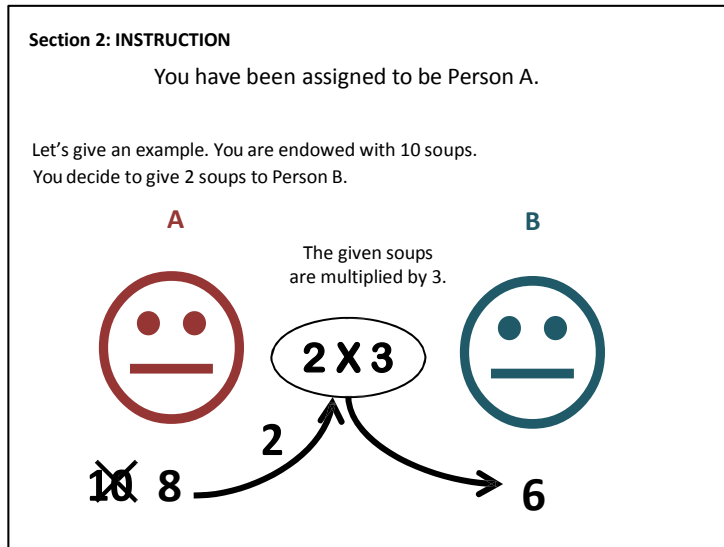 Section 2: INSTRUCTION
You have been assigned to be Person A.
Let's give an example. You are endowed with 10 soups.
You decide to give 2 soups to Person B.
A
B
The given soups
are multiplied by 3.
2 X 3
2
10 8
6